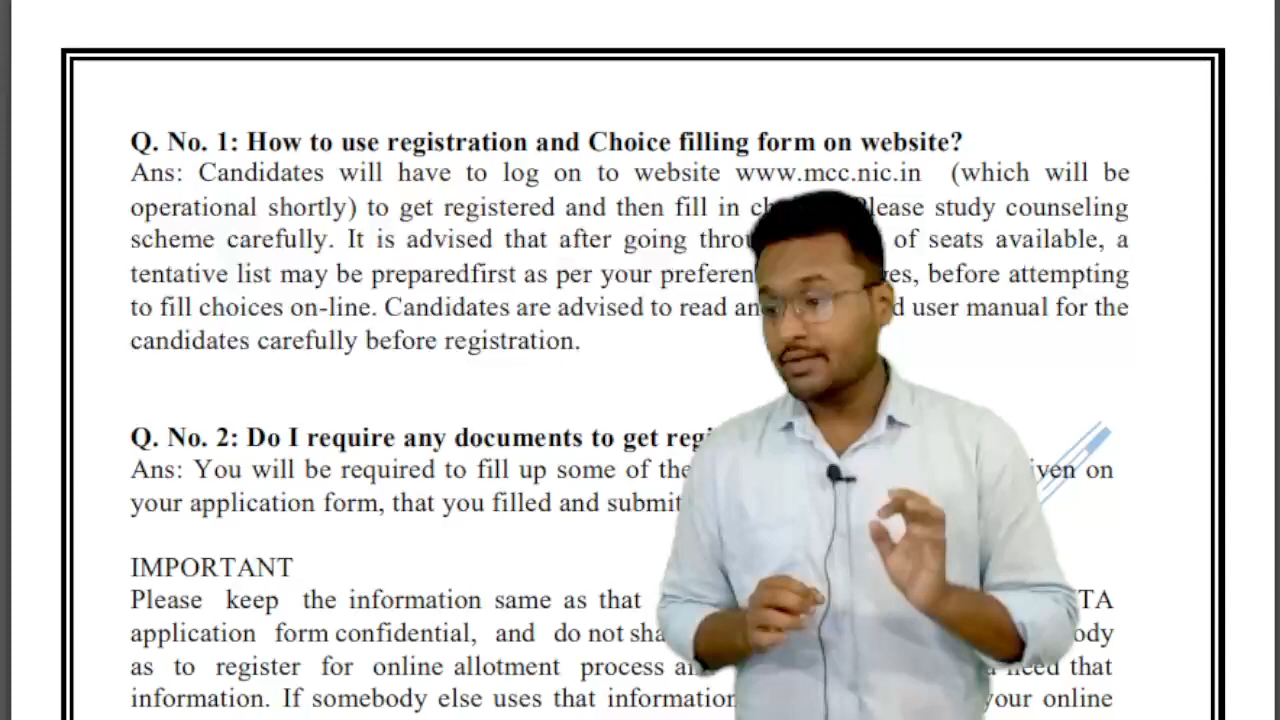 Q. No. 1: How to use registration and Choice filling form on website?
Ans: Candidates will have to log on to website www.mcc.nic.in (which will be
operational shortly) to get registered and then fill in Please study counseling
scheme carefully. It is advised that after going of seats available, a
tentative list may be preparedfirst as per your before attempting
to fill choices on-line. Candidates are advised to read user manual for the
candidates carefully before registration.
Q. No. 2: Do I require any documents to get
Ans: You will be required to fill up some of the on
your application form, that you filled and
IMPORTANT
Please keep the information same as that
application form confidential, and do not
as to register for online allotment process need that
information. If somebody else uses that information your online